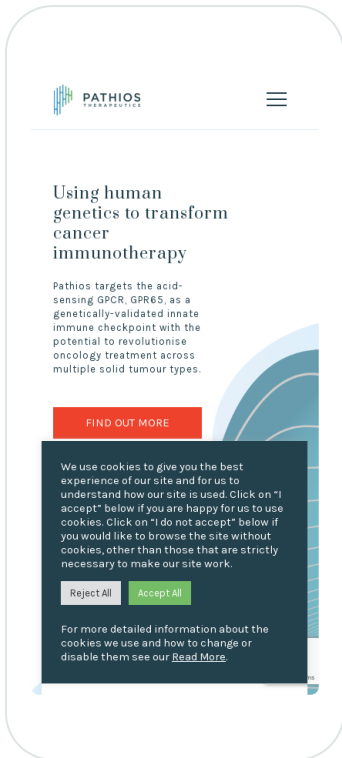 PATHIOS
THERAPEUTICS
Using human
genetics to transform
cancer
immunotherapy
Pathios targets the acid-
sensing GPCR, GPR65, as a
genetically-validated innate
immune checkpoint with the
potential to revolutionise
oncology treatment across
multiple solid tumour types.
FIND OUT MORE
We use cookies to give you the best
experience of our site and for us to
understand how our site is used. Click on “I
accept” below if you are happy for us to use
cookies. Click on “I do not accept” below if
you would like to browse the site without
cookies, other than those that are strictly
necessary to make our site work.
Reject All Accept All
For more detailed information about the
cookies we use and how to change or
disable them see our Read More.